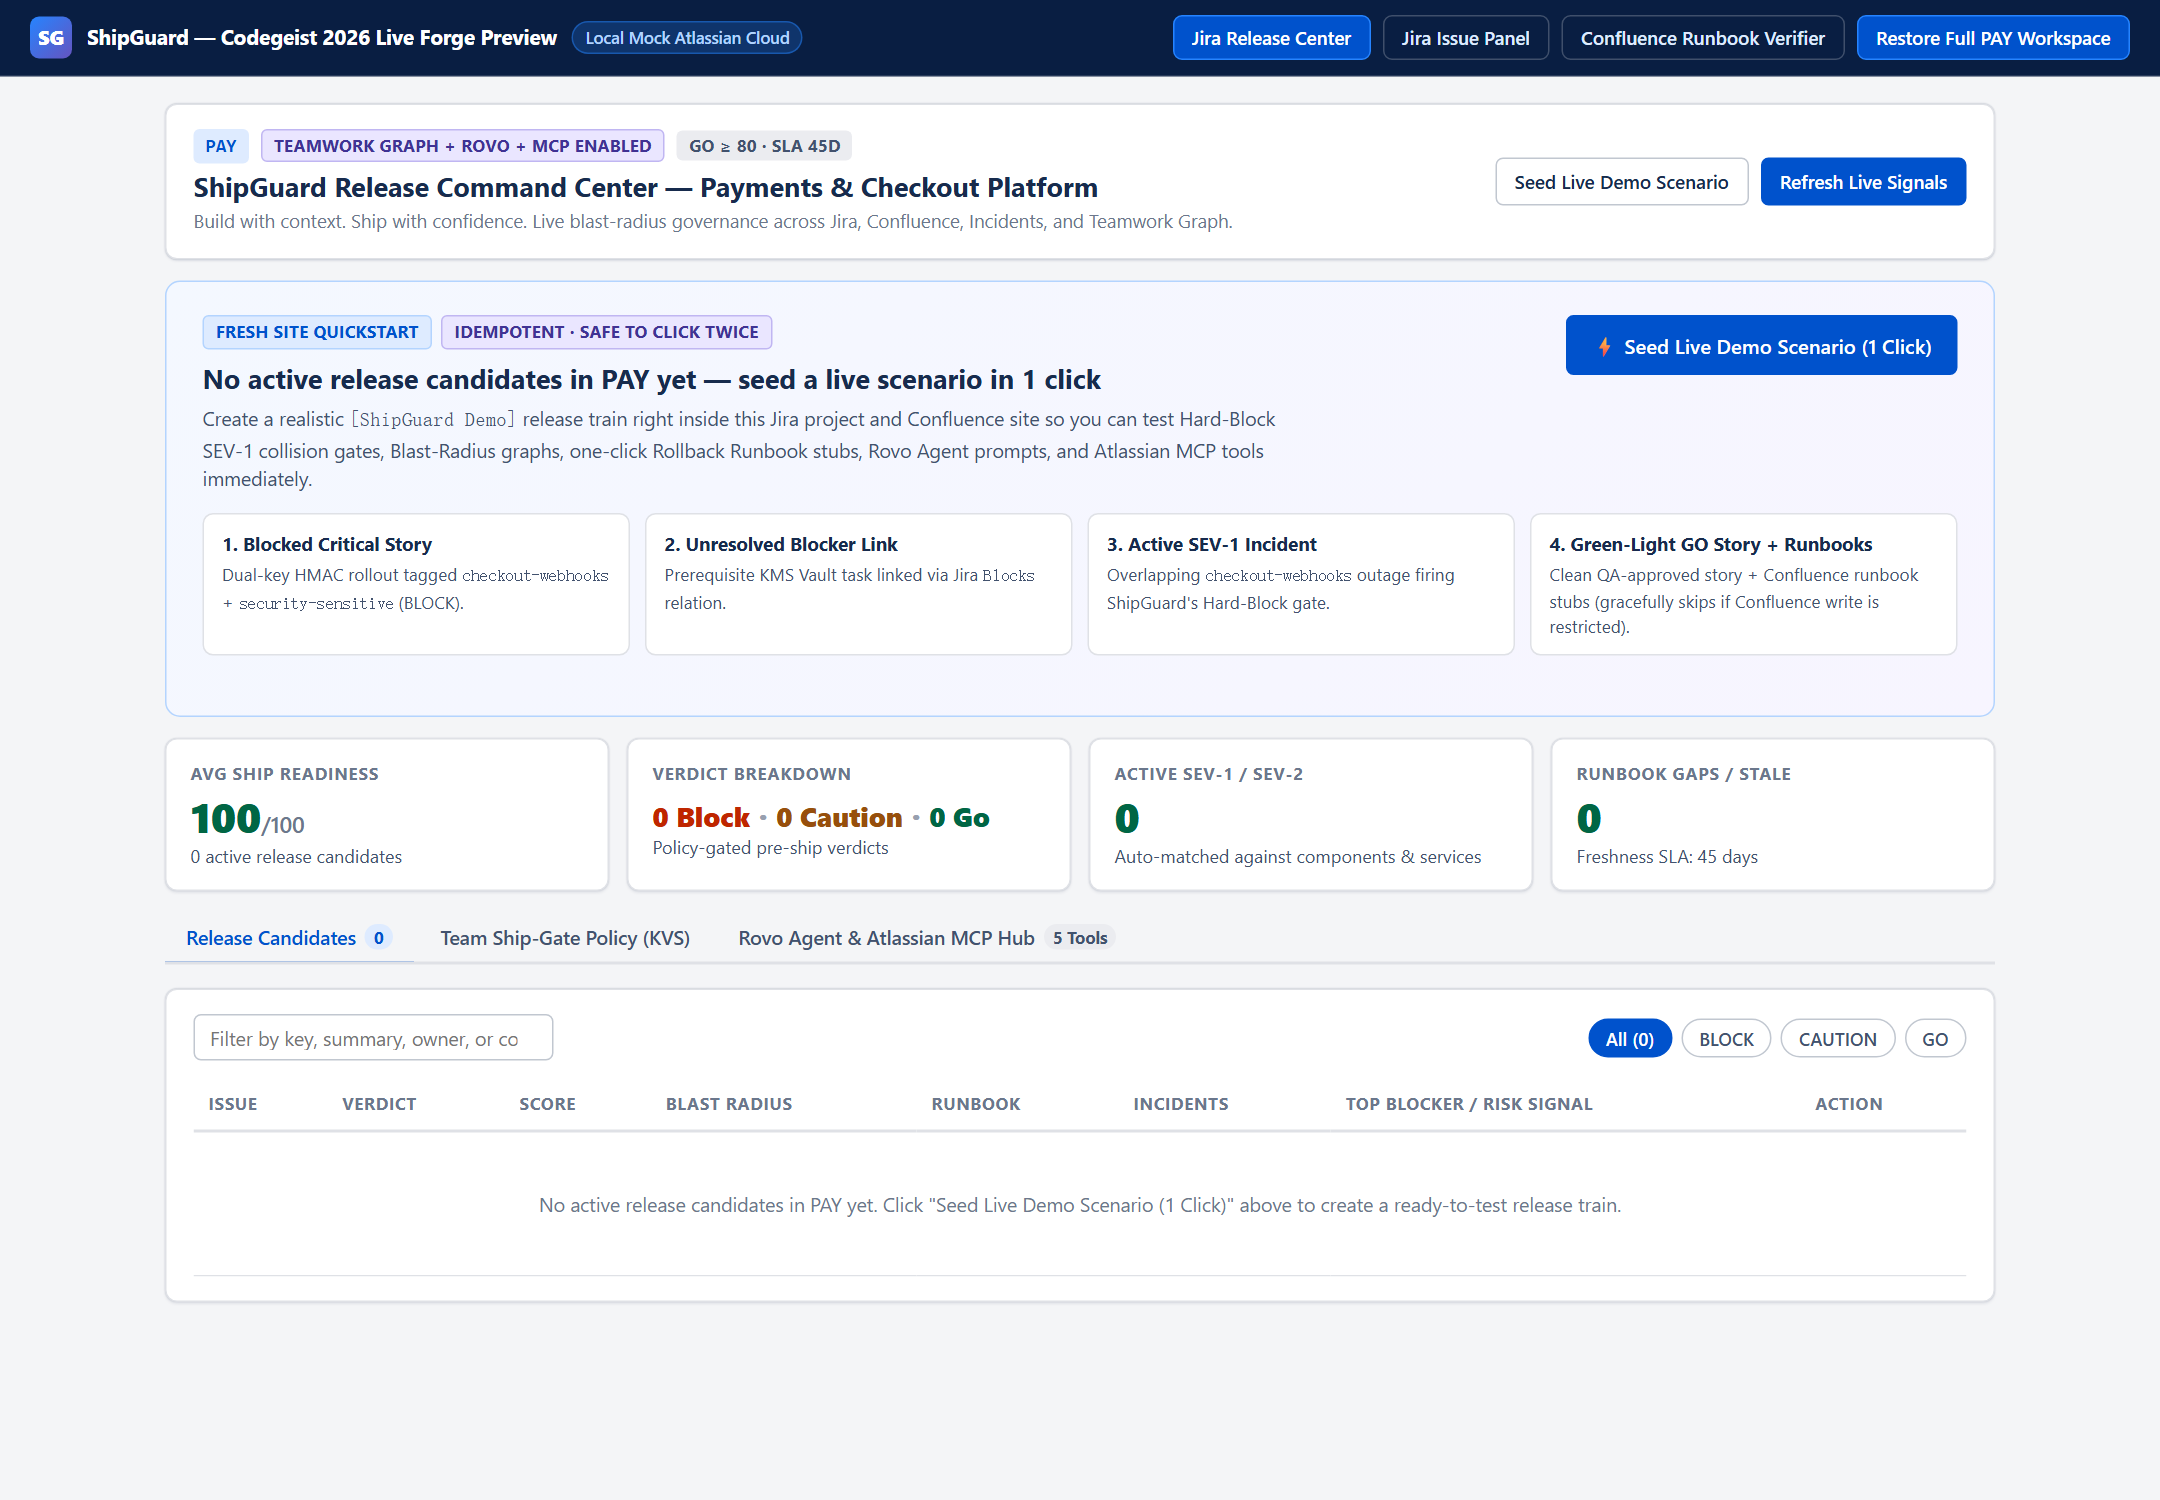 SG ShipGuard — Codegeist 2026 Live Forge Preview Local Mock Atlassian Cloud Jira Release Center Jira Issue Panel Confluence Runbook Verifier Restore Full PAY Workspace
PAY TEAMWORK GRAPH + ROVO + MCP ENABLED GO ≥ 80 · SLA 45D
ShipGuard Release Command Center — Payments & Checkout Platform
Build with context. Ship with confidence. Live blast-radius governance across Jira, Confluence, Incidents, and Teamwork Graph.
Seed Live Demo Scenario Refresh Live Signals
FRESH SITE QUICKSTART IDEMPOTENT · SAFE TO CLICK TWICE
No active release candidates in PAY yet — seed a live scenario in 1 click
Create a realistic [ShipGuard Demo] release train right inside this Jira project and Confluence site so you can test Hard-Block
SEV-1 collision gates, Blast-Radius graphs, one-click Rollback Runbook stubs, Rovo Agent prompts, and Atlassian MCP tools
immediately.
⚡ Seed Live Demo Scenario (1 Click)
1. Blocked Critical Story
Dual-key HMAC rollout tagged checkout-webhooks
+ security-sensitive (BLOCK).
2. Unresolved Blocker Link
Prerequisite KMS Vault task linked via Jira Blocks
relation.
3. Active SEV-1 Incident
Overlapping checkout-webhooks outage firing
ShipGuard's Hard-Block gate.
4. Green-Light GO Story + Runbooks
Clean QA-approved story + Confluence runbook
stubs (gracefully skips if Confluence write is
restricted).
AVG SHIP READINESS
100/100
0 active release candidates
VERDICT BREAKDOWN
0 Block · 0 Caution · 0 Go
Policy-gated pre-ship verdicts
ACTIVE SEV-1 / SEV-2
0
Auto-matched against components & services
RUNBOOK GAPS / STALE
0
Freshness SLA: 45 days
Release Candidates 0 Team Ship-Gate Policy (KVS) Rovo Agent & Atlassian MCP Hub 5 Tools
Filter by key, summary, owner, or co
All (0) BLOCK CAUTION GO
ISSUE VERDICT SCORE BLAST RADIUS RUNBOOK INCIDENTS TOP BLOCKER / RISK SIGNAL ACTION
No active release candidates in PAY yet. Click "Seed Live Demo Scenario (1 Click)" above to create a ready-to-test release train.